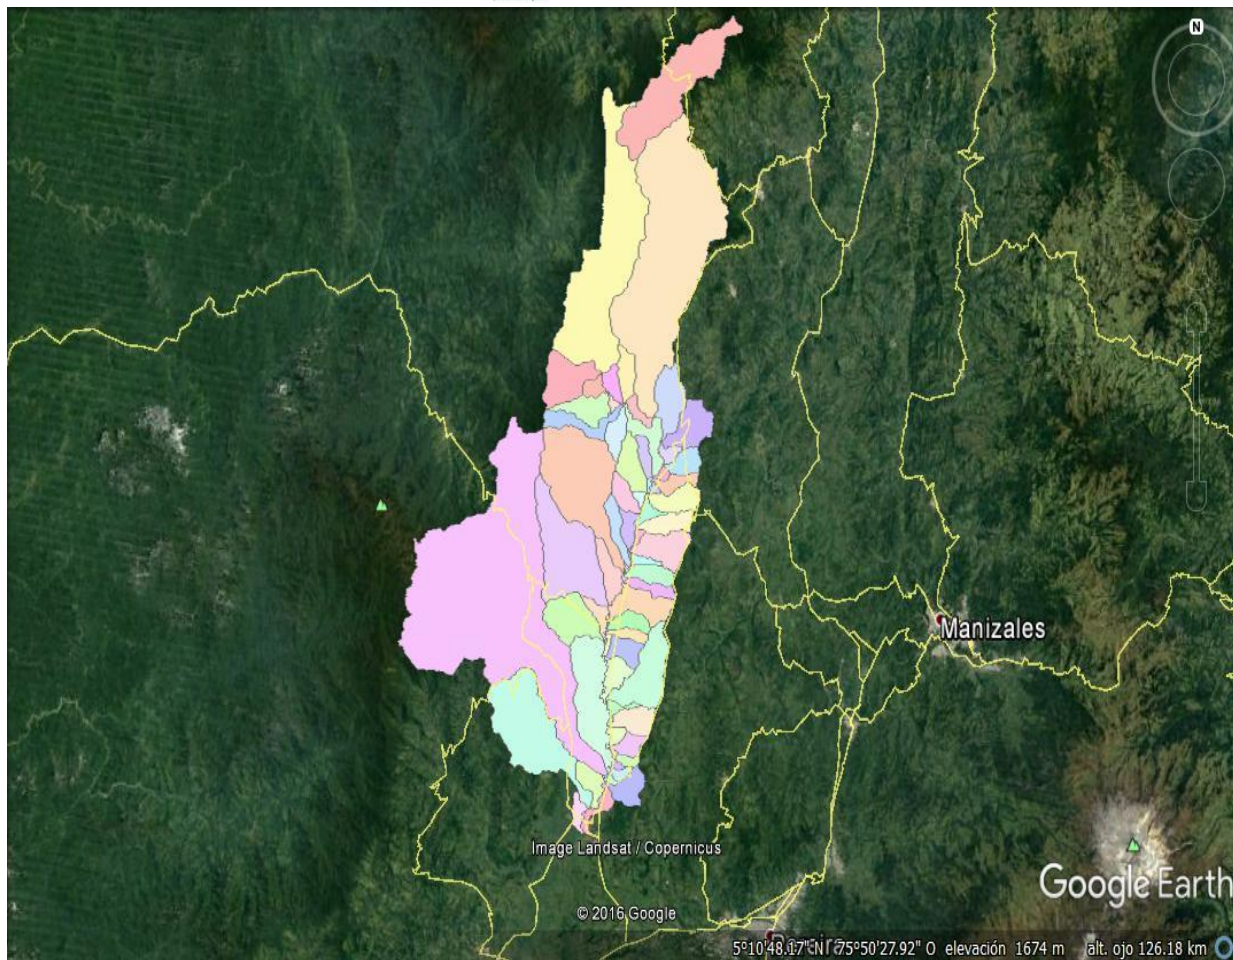 N
Manizales
Image Landsat / Copernicus
Google Earth
© 2016 Google
Pereira
5°10'48.17" N 75°50'27.92" O elevación 1674 m alt. ojo 126.18 km